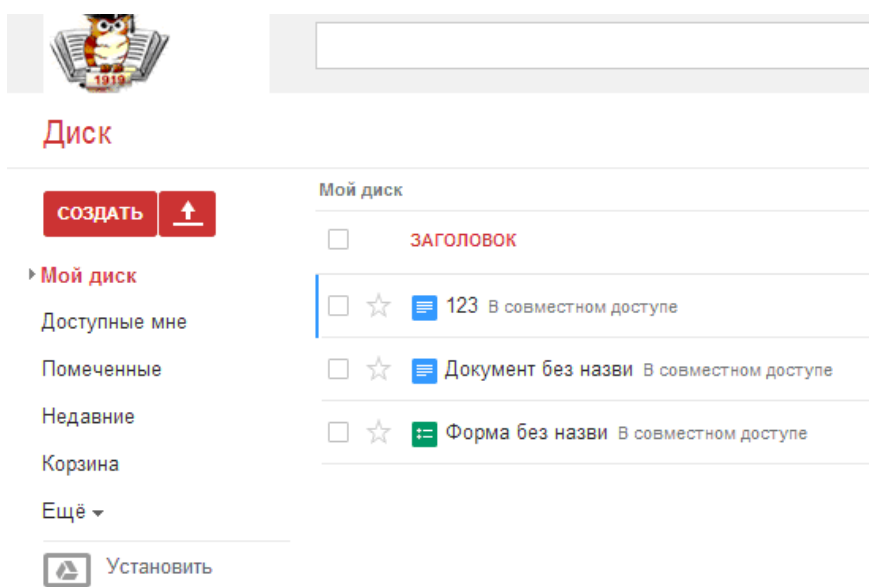 1919
Диск
СОЗДАТЬ
Мой диск
Доступные мне
Помеченные
Недавние
Корзина
Ещё
Установить
Мой диск
ЗАГОЛОВОК
123 В совместном доступе
Документ без назви В совместном доступе
Форма без назви В совместном доступе